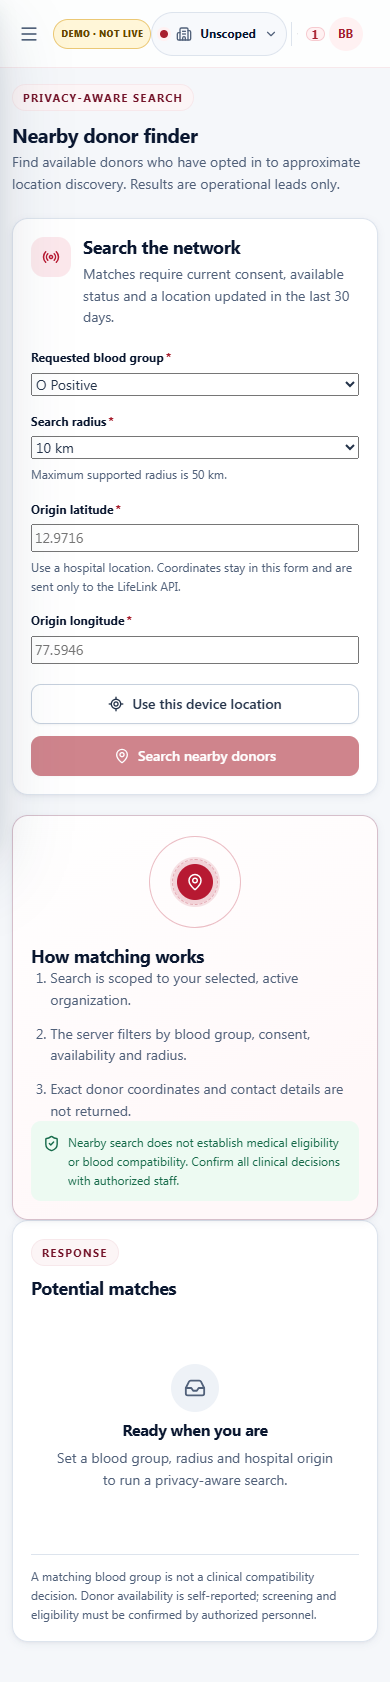 DEMO · NOT LIVE
Unscoped
1
BB
PRIVACY-AWARE SEARCH
Nearby donor finder
Find available donors who have opted in to approximate
location discovery. Results are operational leads only.
Search the network
Matches require current consent, available
status and a location updated in the last 30
days.
Requested blood group *
O Positive
Search radius *
10 km
Maximum supported radius is 50 km.
Origin latitude *
12.9716
Use a hospital location. Coordinates stay in this form and are
sent only to the LifeLink API.
Origin longitude *
77.5946
Use this device location
Search nearby donors
How matching works
1. Search is scoped to your selected, active
organization.
2. The server filters by blood group, consent,
availability and radius.
3. Exact donor coordinates and contact details are
not returned.
Nearby search does not establish medical eligibility
or blood compatibility. Confirm all clinical decisions
with authorized staff.
RESPONSE
Potential matches
Ready when you are
Set a blood group, radius and hospital origin
to run a privacy-aware search.
A matching blood group is not a clinical compatibility
decision. Donor availability is self-reported; screening and
eligibility must be confirmed by authorized personnel.